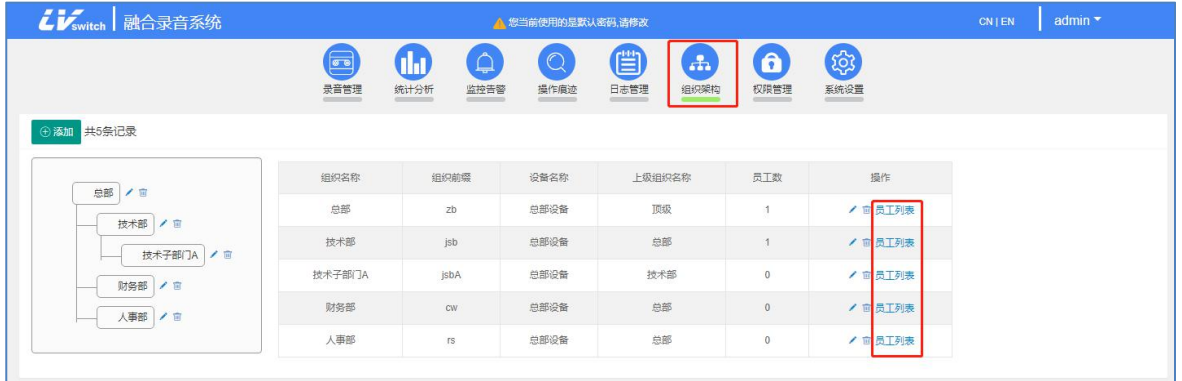 LVswitch 融合录音系统 您当前使用的是默认密码,请修改 CN | EN admin
录音管理 统计分析 监控告警 操作痕迹 日志管理 组织架构 权限管理 系统设置
添加 共5条记录
总部
技术部
技术子部门A
财务部
人事部
组织名称 组织前缀 设备名称 上级组织名称 员工数 操作
总部 zb 总部设备 顶级 1 员工列表
技术部 jsb 总部设备 总部 1 员工列表
技术子部门A jsbA 总部设备 技术部 0 员工列表
财务部 cw 总部设备 总部 0 员工列表
人事部 rs 总部设备 总部 0 员工列表